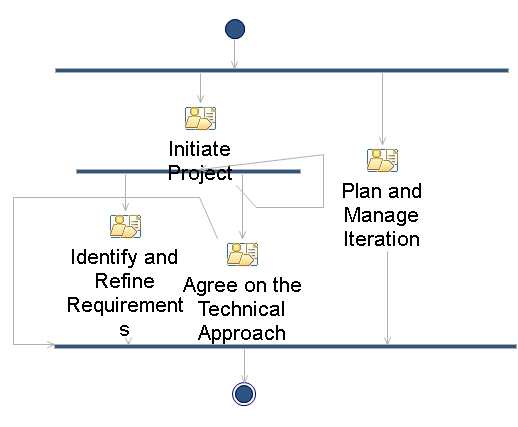 Initiate
Project
Plan and
Manage
Iteration
Identify and
Refine
Requirement
s
Agree on the
Technical
Approach